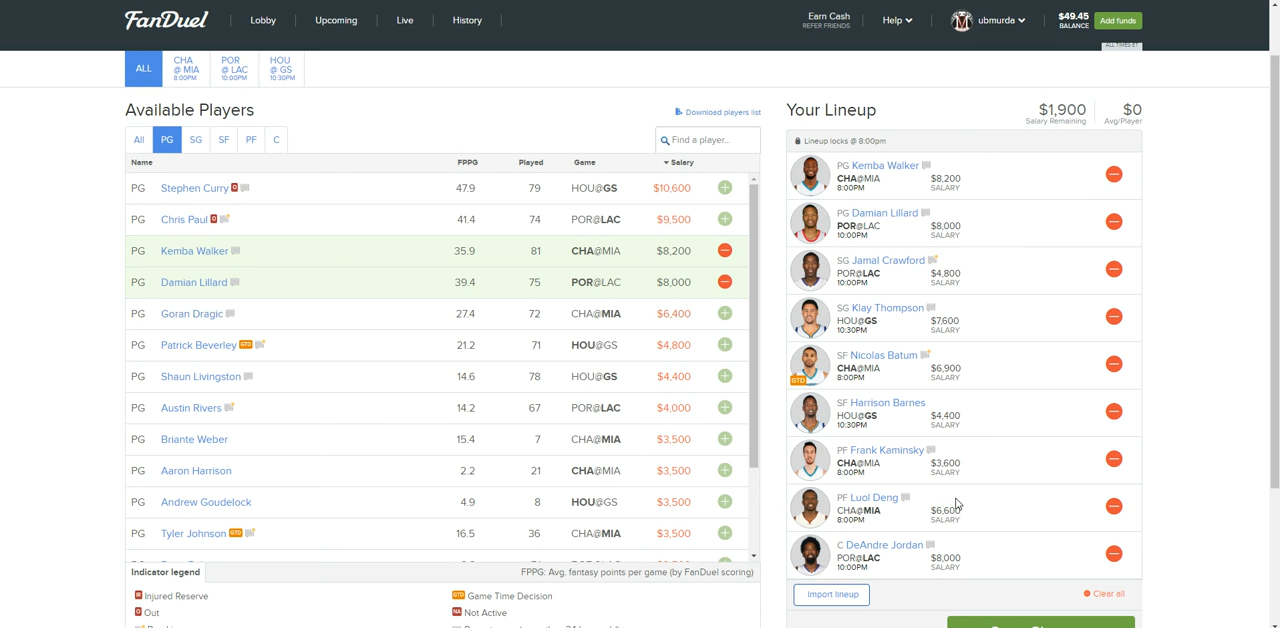 FanDuel Lobby Upcoming Live History Earn Cash REFER FRIENDS Help ubmurda $49.45 BALANCE Add funds
ALL TIMES ET
ALL CHA @ MIA 8:00PM POR @ LAC 10:00PM HOU @ GS 10:30PM
Available Players
Download players list
All PG SG SF PF C Find a player...
Name FPPG Played Game Salary
PG Stephen Curry O 47.9 79 HOU@GS $10,600
PG Chris Paul O 41.4 74 POR@LAC $9,500
PG Kemba Walker 35.9 81 CHA@MIA $8,200
PG Damian Lillard 39.4 75 POR@LAC $8,000
PG Goran Dragic 27.4 72 CHA@MIA $6,400
PG Patrick Beverley GTD 21.2 71 HOU@GS $4,800
PG Shaun Livingston 14.6 78 HOU@GS $4,400
PG Austin Rivers 14.2 67 POR@LAC $4,000
PG Briante Weber 15.4 7 CHA@MIA $3,500
PG Aaron Harrison 2.2 21 CHA@MIA $3,500
PG Andrew Goudelock 4.9 8 HOU@GS $3,500
PG Tyler Johnson GTD 16.5 36 CHA@MIA $3,500
Indicator legend FPPG: Avg. fantasy points per game (by FanDuel scoring)
IR Injured Reserve GTD Game Time Decision
O Out NA Not Active
Your Lineup
$1,900 Salary Remaining $0 Avg/Player
Lineup locks @ 8:00pm
PG Kemba Walker
CHA@MIA $8,200
8:00PM SALARY
PG Damian Lillard
POR@LAC $8,000
10:00PM SALARY
SG Jamal Crawford
POR@LAC $4,800
10:00PM SALARY
SG Klay Thompson
HOU@GS $7,600
10:30PM SALARY
SF Nicolas Batum
CHA@MIA $6,900
GTD 8:00PM SALARY
SF Harrison Barnes
HOU@GS $4,400
10:30PM SALARY
PF Frank Kaminsky
CHA@MIA $3,600
8:00PM SALARY
PF Luol Deng
CHA@MIA $6,600
8:00PM SALARY
C DeAndre Jordan
POR@LAC $8,000
10:00PM SALARY
Import lineup Clear all